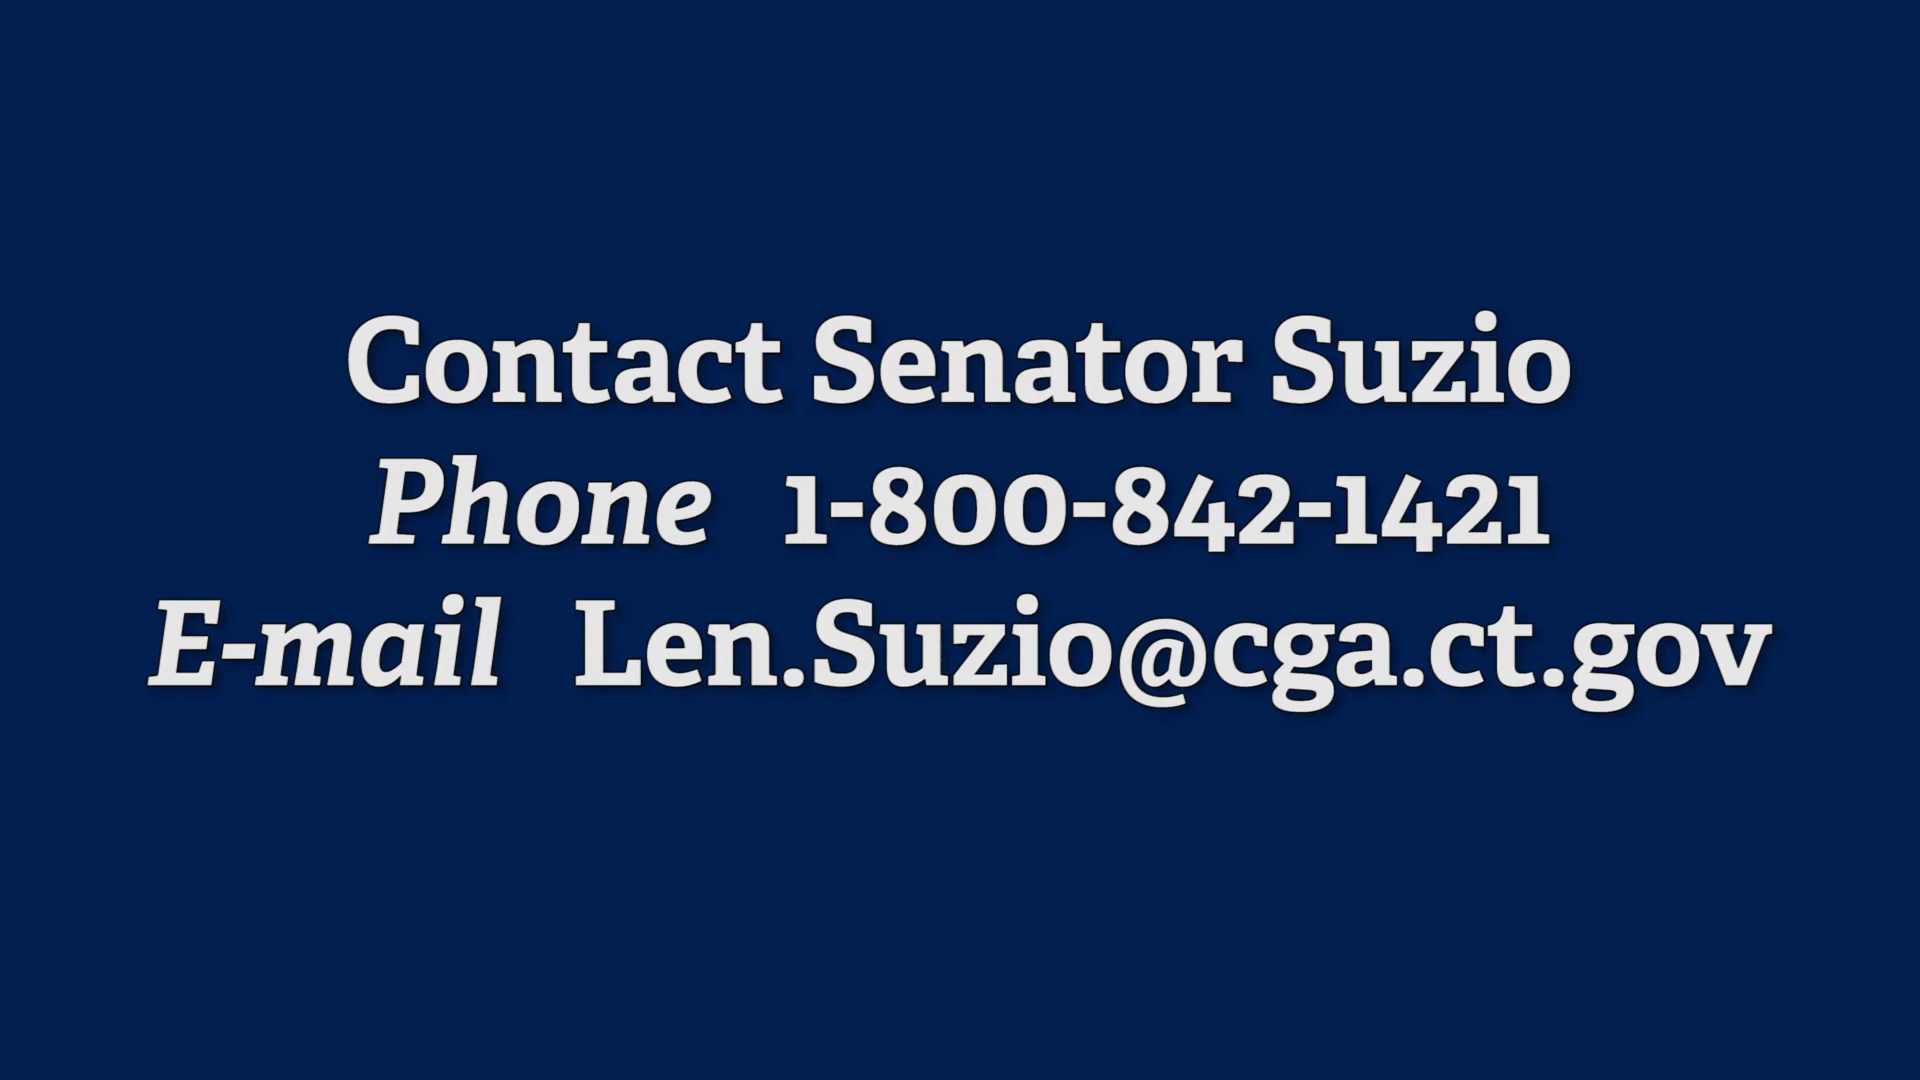 Contact Senator Suzio
Phone 1-800-842-1421
E-mail Len.Suzio@cga.ct.gov